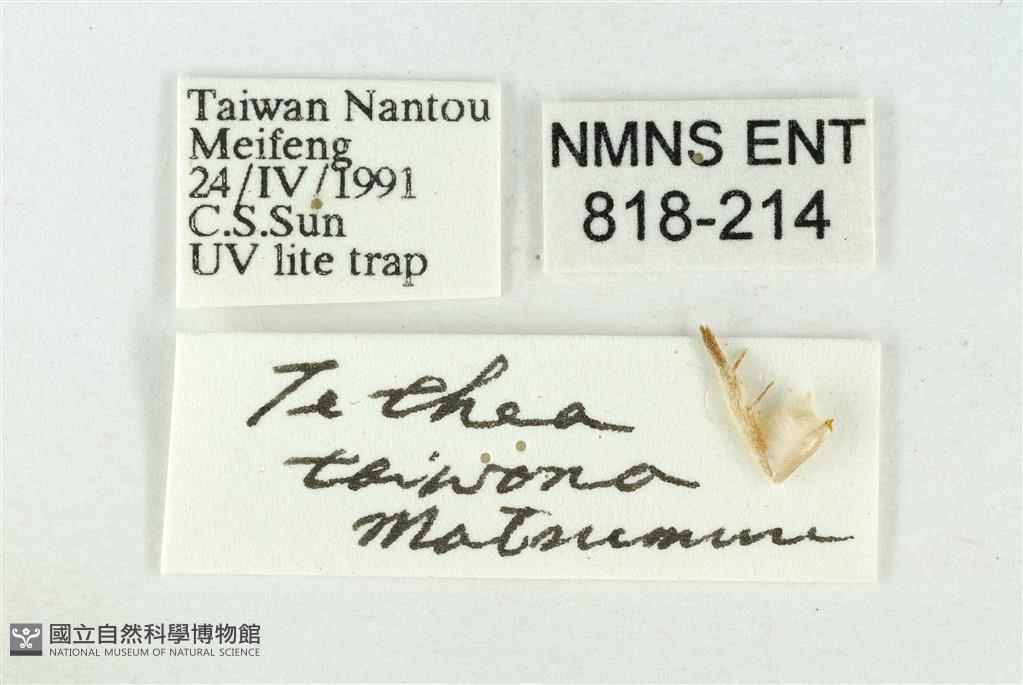 Taiwan Nantou
Meifeng
24/IV/1991
C.S.Sun
UV lite trap
NMNS ENT
818-214
Tethea
taiwana
Matsumura
國立自然科學博物館
NATIONAL MUSEUM OF NATURAL SCIENCE